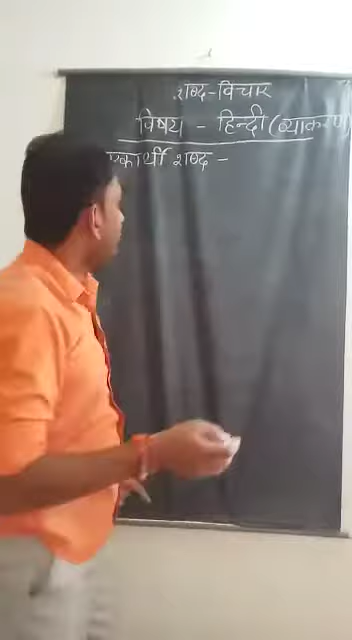 शब्द-विचार
विषय - हिन्दी (व्याकरण)
एकार्थी शब्द -